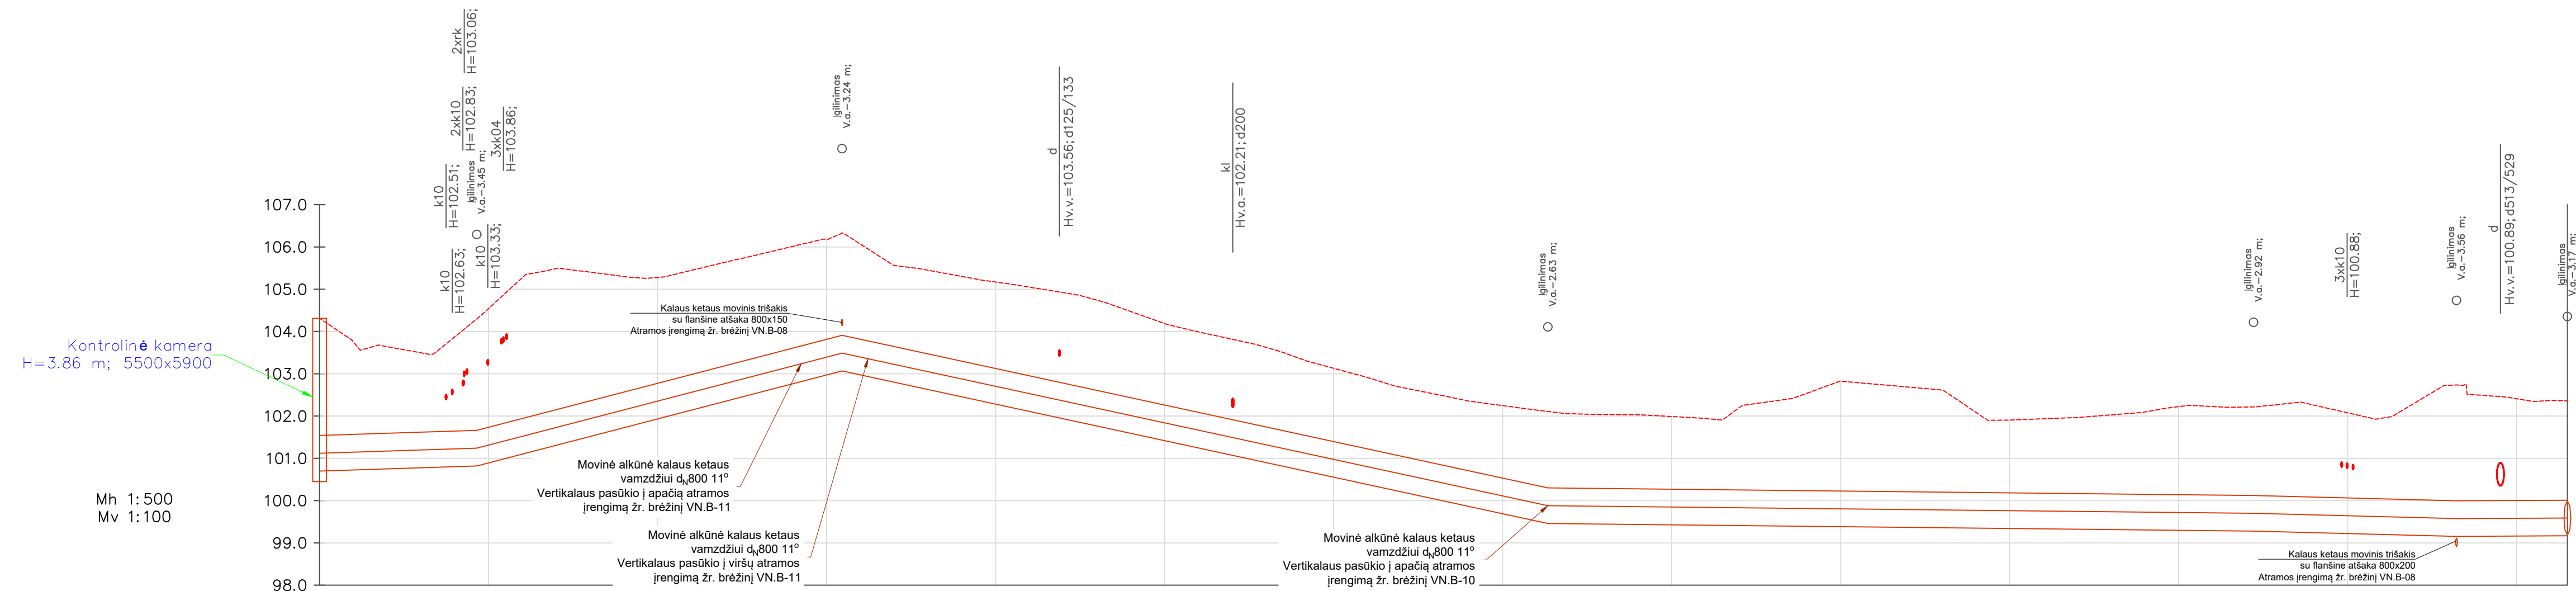 2xrk
H=103.06;
2xk10
H=102.83;
3xk04
H=103.86;
k10
H=102.51;
Įgilinimas
v.a.-3.45 m;
k10
H=102.63;
k10
H=103.33;
Įgilinimas
v.a.-3.24 m;
d
Hv.v.=103.56; d125/133
kl
Hv.a.=102.21; d200
Įgilinimas
v.a.-2.63 m;
Įgilinimas
v.a.-2.92 m;
3xk10
H=100.88;
Įgilinimas
v.a.-3.56 m;
d
Hv.v.=100.89; d513/529
Įgilinimas
v.a.-3.17 m;
107.0
106.0
105.0
104.0
103.0
102.0
101.0
100.0
99.0
98.0
Kontrolinė kamera
H=3.86 m; 5500x5900
Mh 1:500
Mv 1:100
Kalaus ketaus movinis trišakis
su flanšine atšaka 800x150
Atramos įrengimą žr. brėžinį VN.B-08
Movinė alkūnė kalaus ketaus
vamzdžiui dN800 11°
Vertikalaus pasūkio į apačią atramos
įrengimą žr. brėžinį VN.B-11
Movinė alkūnė kalaus ketaus
vamzdžiui dN800 11°
Vertikalaus pasūkio į viršų atramos
įrengimą žr. brėžinį VN.B-11
Movinė alkūnė kalaus ketaus
vamzdžiui dN800 11°
Vertikalaus pasūkio į apačią atramos
įrengimą žr. brėžinį VN.B-10
Kalaus ketaus movinis trišakis
su flanšine atšaka 800x200
Atramos įrengimą žr. brėžinį VN.B-08